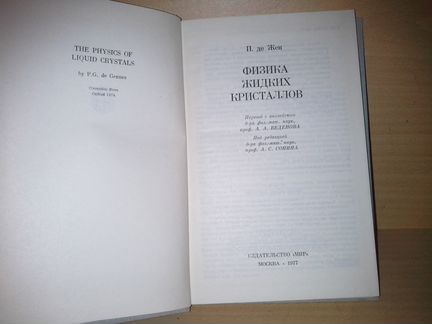 THE PHYSICS OF
LIQUID CRYSTALS
by P.G. de Gennes
Clarendon Press
Oxford 1974
П. де Жен
ФИЗИКА
ЖИДКИХ
КРИСТАЛЛОВ
Перевод с английского
д-ра физ.-мат. наук,
проф. А. А. ВЕДЕНОВА
Под редакцией
д-ра физ.-мат. наук,
проф. А. С. СОНИНА
ИЗДАТЕЛЬСТВО «МИР»
МОСКВА · 1977